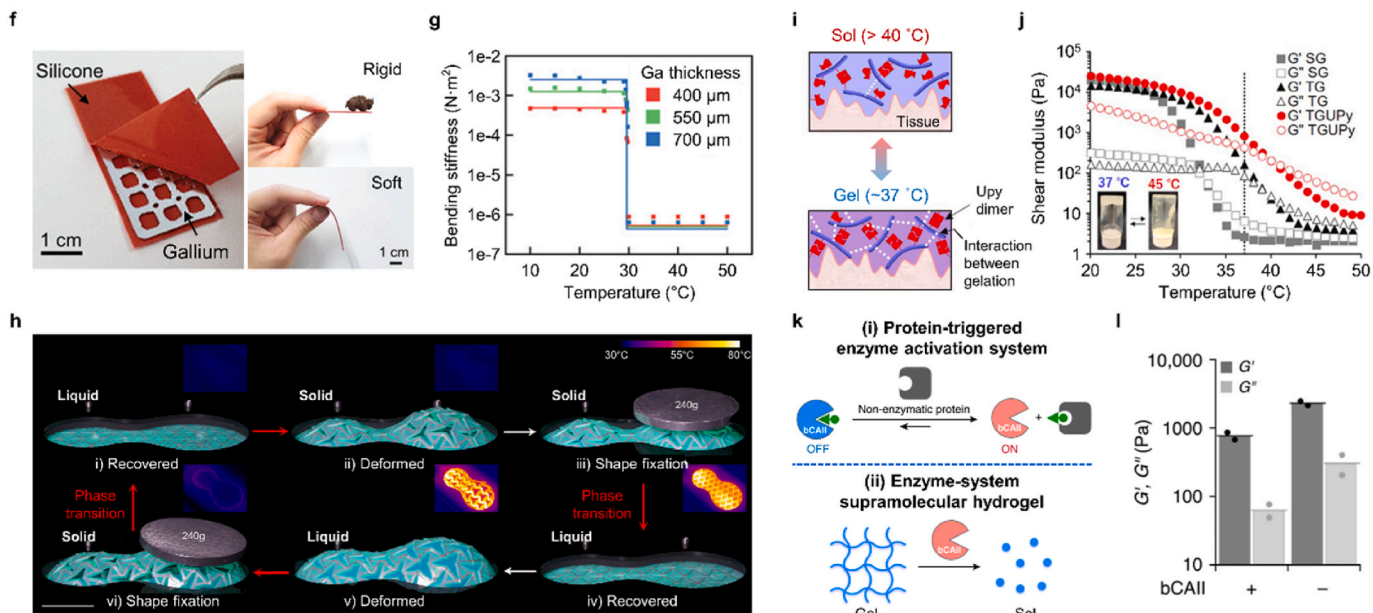 f
Silicone
Gallium
1 cm
Rigid
Soft
1 cm
g
Bending stiffness (N·m²)
1e-2
1e-3
1e-4
1e-5
1e-6
1e-7
Ga thickness
400 μm
550 μm
700 μm
10 15 20 25 30 35 40 45 50
Temperature (°C)
i
Sol (> 40 °C)
Tissue
Gel (~37 °C)
Upy
dimer
Interaction
between
gelation
j
Shear modulus (Pa)
10⁵
10⁴
10³
10²
10
1
G' SG
G" SG
G' TG
G" TG
G' TGUPy
G" TGUPy
37 °C
45 °C
20 25 30 35 40 45 50
Temperature (°C)
h
30°C 55°C 80°C
Liquid
i) Recovered
Solid
ii) Deformed
Solid
240g
iii) Shape fixation
Phase
transition
Phase
transition
Solid
240g
vi) Shape fixation
Liquid
v) Deformed
Liquid
iv) Recovered
k
(i) Protein-triggered
enzyme activation system
bCAII
OFF
Non-enzymatic protein
bCAII
ON
+
(ii) Enzyme-system
supramolecular hydrogel
bCAII
Gel
Sol
l
G', G" (Pa)
10,000
1000
100
10
G'
G"
bCAII + −